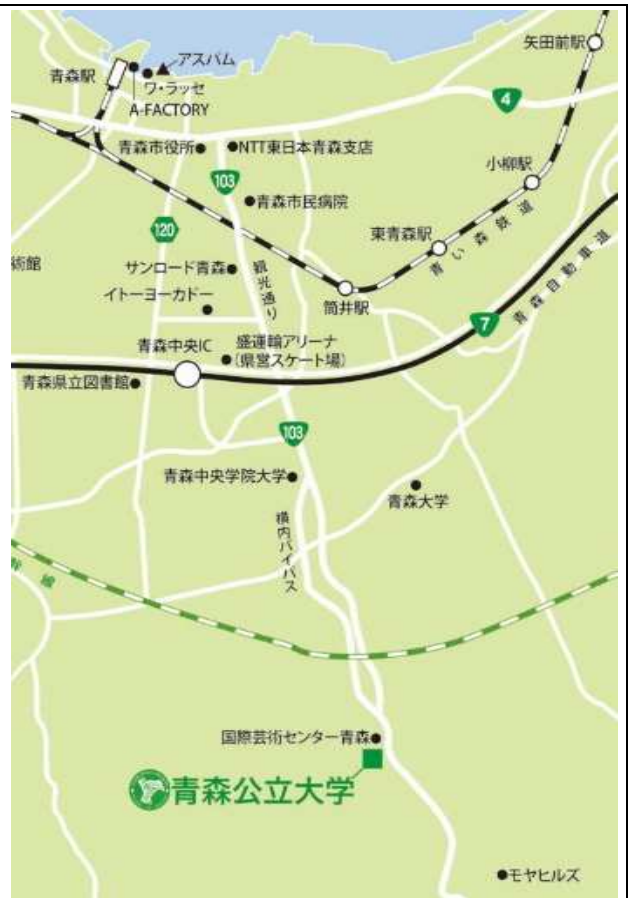 矢田前駅
アスパム
青森駅
ワ・ラッセ
A-FACTORY
4
青森市役所
NTT東日本青森支店
103
小柳駅
青森市民病院
120
東青森駅
青い森鉄道
術館
サンロード青森
観光通り
イトーヨーカドー
筒井駅
7
青森自動車道
青森中央IC
盛運輸アリーナ
(県営スケート場)
青森県立図書館
103
青森中央学院大学
青森大学
横内バイパス
幹線
国際芸術センター青森
青森公立大学
モヤヒルズ